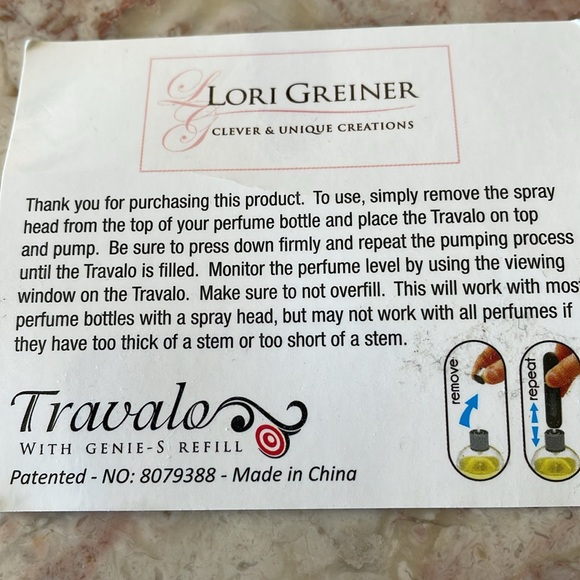 LG
LORI GREINER
CLEVER & UNIQUE CREATIONS
Thank you for purchasing this product. To use, simply remove the spray
head from the top of your perfume bottle and place the Travalo on top
and pump. Be sure to press down firmly and repeat the pumping process
until the Travalo is filled. Monitor the perfume level by using the viewing
window on the Travalo. Make sure to not overfill. This will work with mos
perfume bottles with a spray head, but may not work with all perfumes if
they have too thick of a stem or too short of a stem.
remove
repeat
Travalo
WITH GENIE-S REFILL
Patented - NO: 8079388 - Made in China